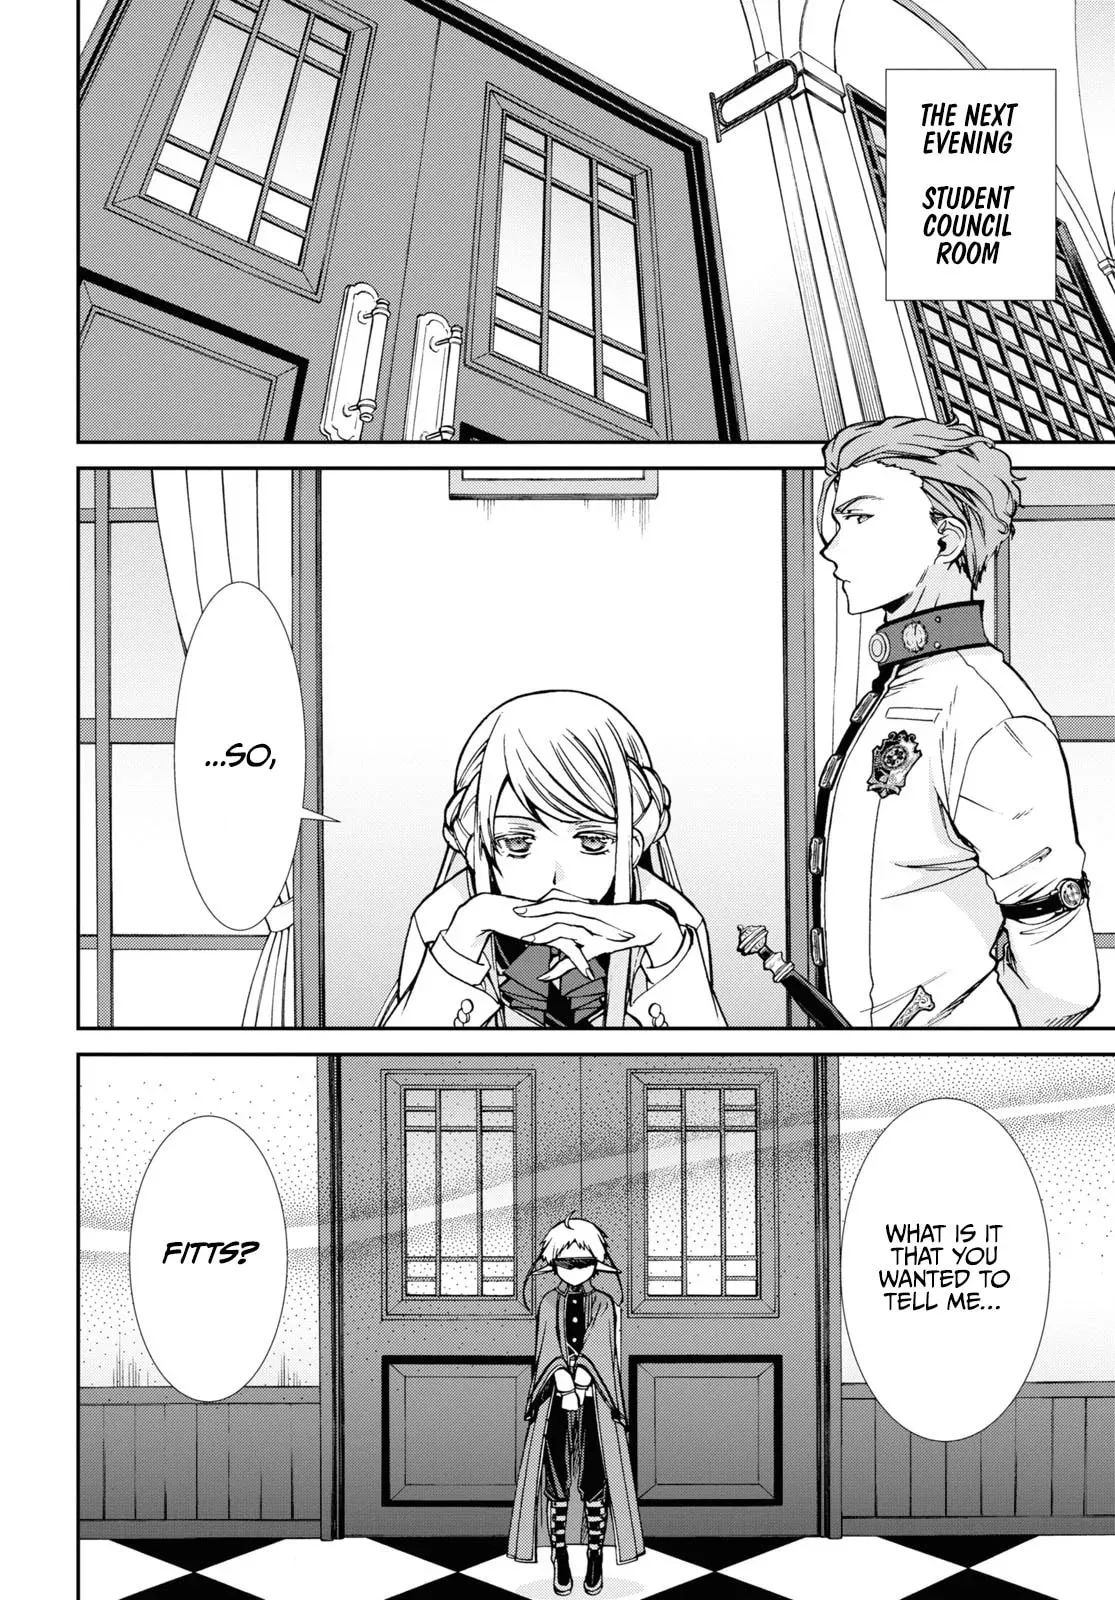 THE NEXT
EVENING
STUDENT
COUNCIL
ROOM
...SO,
WHAT IS IT
THAT YOU
WANTED TO
TELL ME...
FITTS?